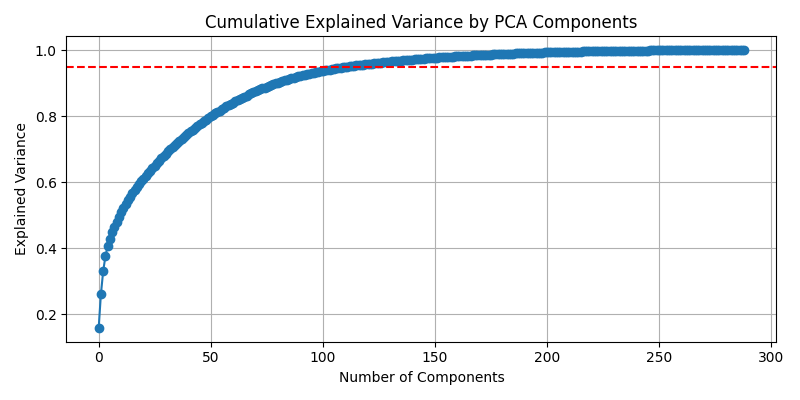 Cumulative Explained Variance by PCA Components
Explained Variance
1.0
0.8
0.6
0.4
0.2
0 50 100 150 200 250 300
Number of Components